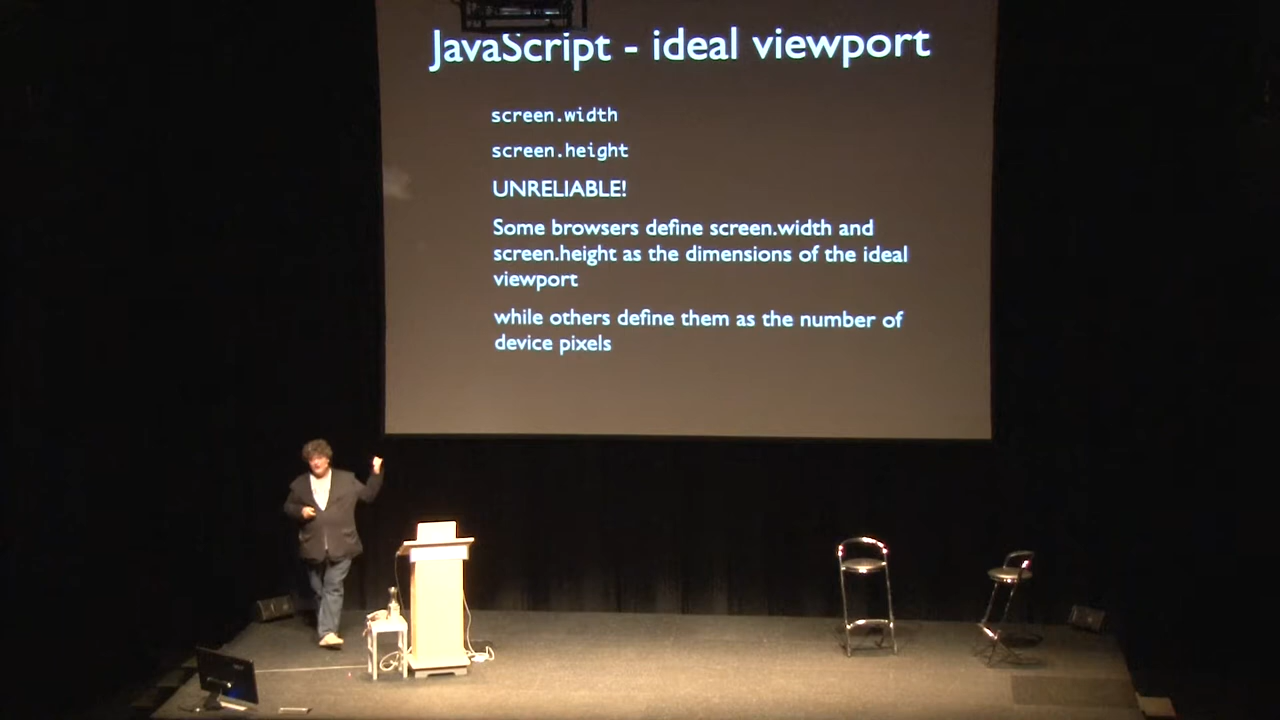 JavaScript - ideal viewport
screen.width
screen.height
UNRELIABLE!
Some browsers define screen.width and
screen.height as the dimensions of the ideal
viewport
while others define them as the number of
device pixels